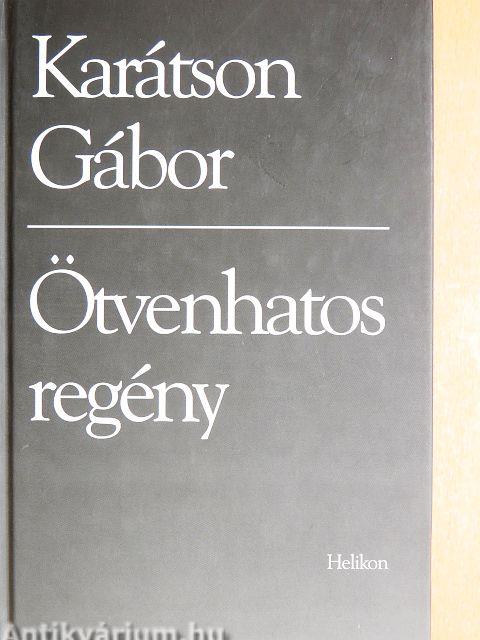 Karátson
Gábor
Ötvenhatos
regény
Helikon
Antikvárium.hu